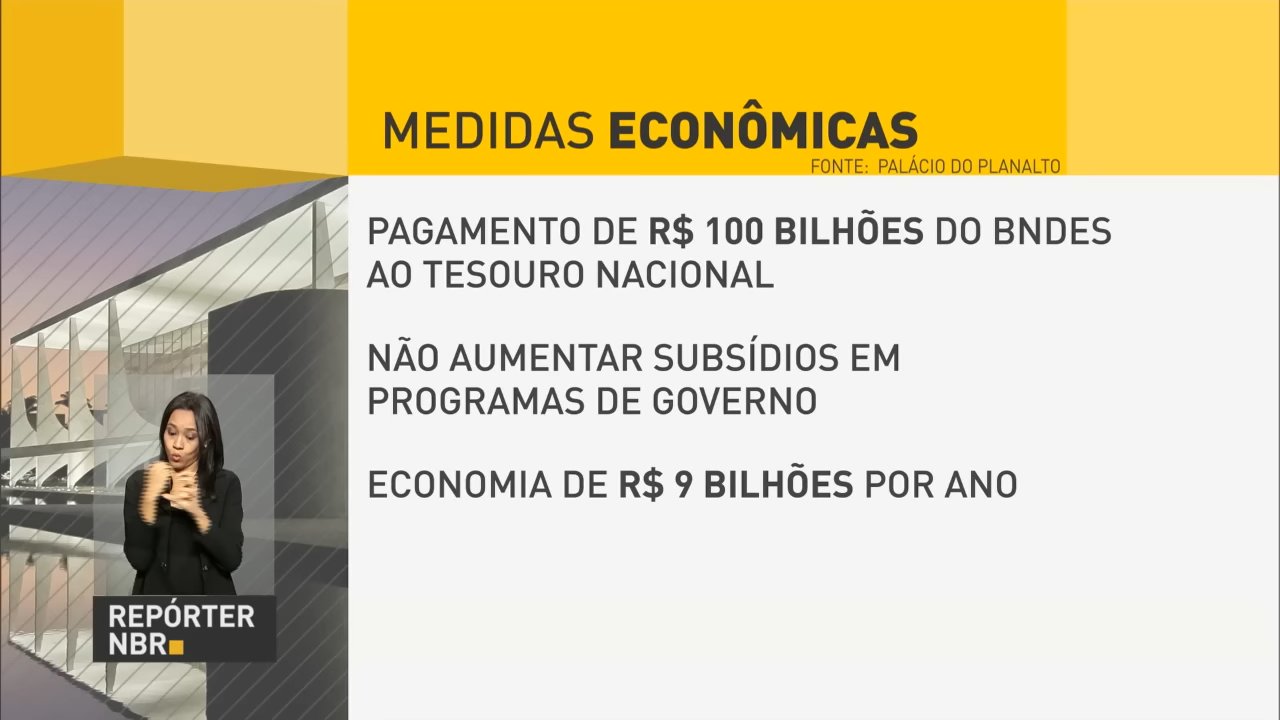 MEDIDAS ECONÔMICAS
FONTE: PALÁCIO DO PLANALTO
PAGAMENTO DE R$ 100 BILHÕES DO BNDES
AO TESOURO NACIONAL
NÃO AUMENTAR SUBSÍDIOS EM
PROGRAMAS DE GOVERNO
ECONOMIA DE R$ 9 BILHÕES POR ANO
REPÓRTER
NBR